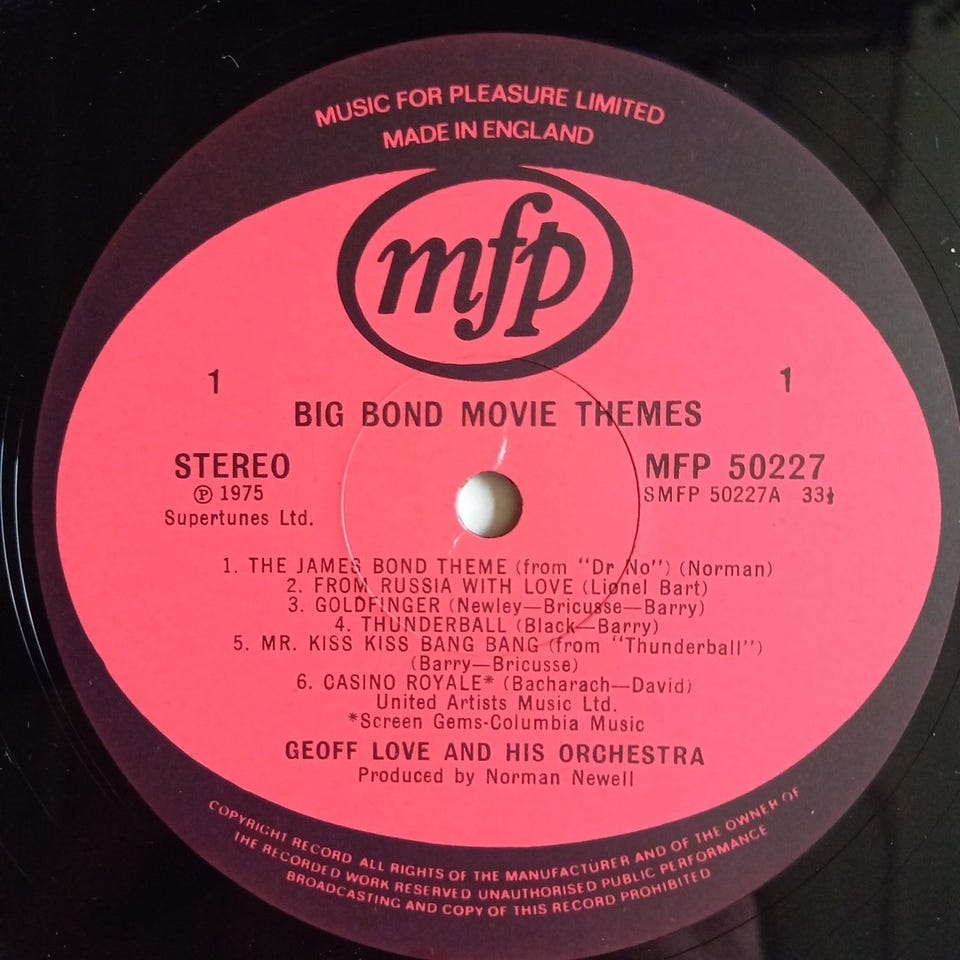 MUSIC FOR PLEASURE LIMITED
MADE IN ENGLAND
mfp
1 1
BIG BOND MOVIE THEMES
STEREO MFP 50227
Ⓟ 1975 SMFP 50227A 33⅓
Supertunes Ltd.
1. THE JAMES BOND THEME (from "Dr No") (Norman)
2. FROM RUSSIA WITH LOVE (Lionel Bart)
3. GOLDFINGER (Newley—Bricusse—Barry)
4. THUNDERBALL (Black—Barry)
5. MR. KISS KISS BANG BANG (from "Thunderball")
(Barry—Bricusse)
6. CASINO ROYALE* (Bacharach—David)
United Artists Music Ltd.
*Screen Gems-Columbia Music
GEOFF LOVE AND HIS ORCHESTRA
Produced by Norman Newell
COPYRIGHT RECORD ALL RIGHTS OF THE MANUFACTURER AND OF THE OWNER OF
THE RECORDED WORK RESERVED UNAUTHORISED PUBLIC PERFORMANCE
BROADCASTING AND COPY OF THIS RECORD PROHIBITED